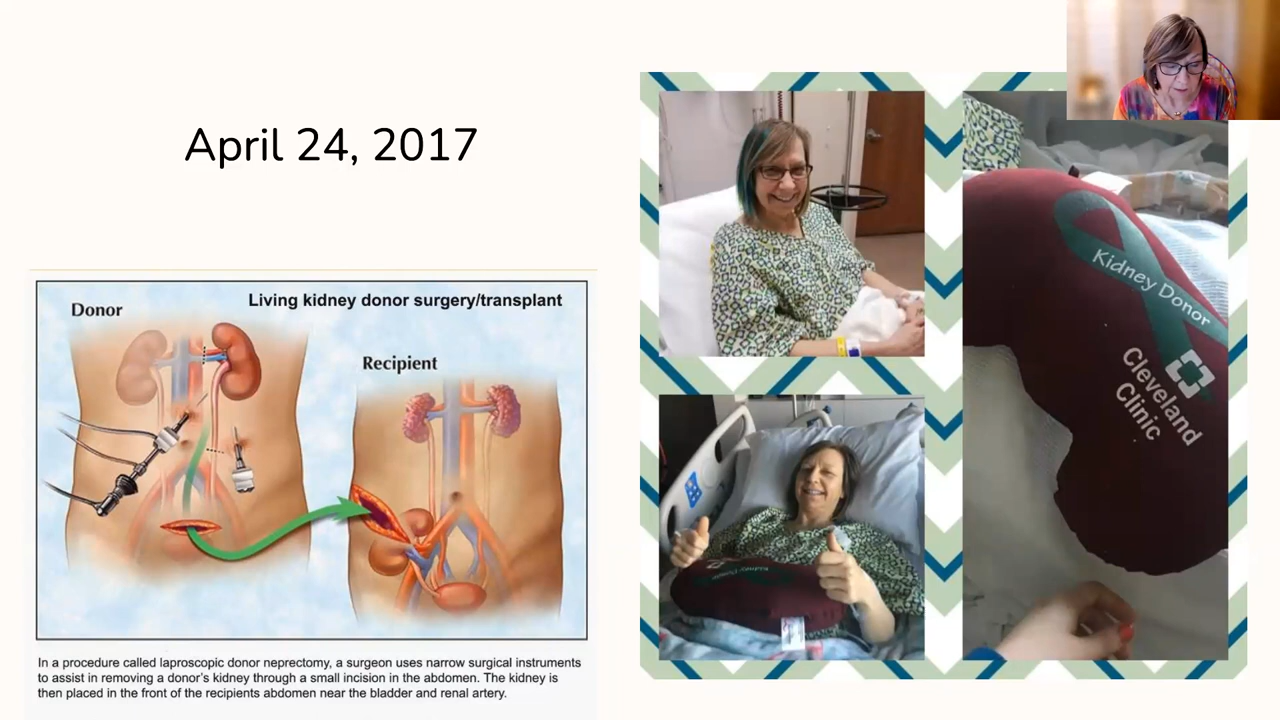 April 24, 2017
Living kidney donor surgery/transplant
Donor
Recipient
In a procedure called laproscopic donor neprectomy, a surgeon uses narrow surgical instruments
to assist in removing a donor's kidney through a small incision in the abdomen. The kidney is
then placed in the front of the recipients abdomen near the bladder and renal artery.
Kidney Donor
Cleveland
Clinic
Kidney Donor